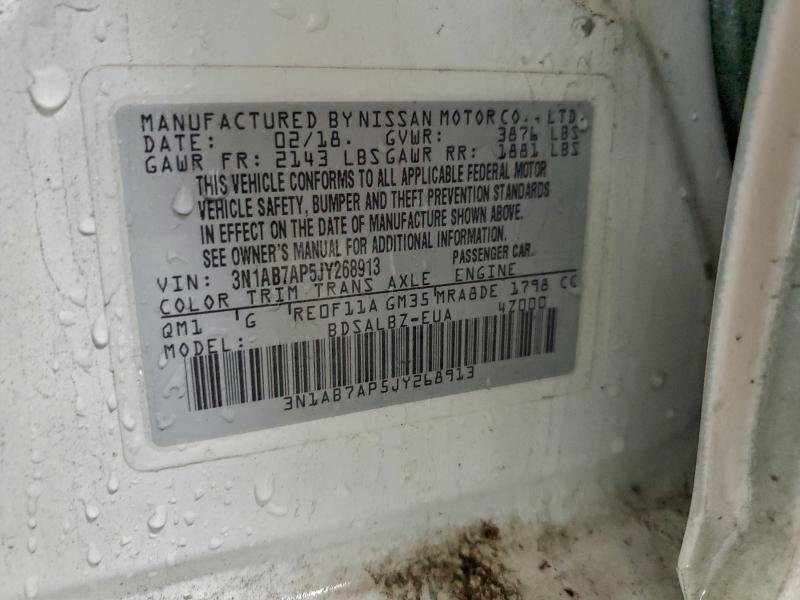 MANUFACTURED BY NISSAN MOTOR CO., LTD.
DATE: 02/18. GVWR: 3876 LBS
GAWR FR: 2143 LBS GAWR RR: 1881 LBS
THIS VEHICLE CONFORMS TO ALL APPLICABLE FEDERAL MOTOR
VEHICLE SAFETY, BUMPER AND THEFT PREVENTION STANDARDS
IN EFFECT ON THE DATE OF MANUFACTURE SHOWN ABOVE.
SEE OWNER'S MANUAL FOR ADDITIONAL INFORMATION.
VIN: 3N1AB7AP5JY268913 PASSENGER CAR.
COLOR TRIM TRANS AXLE ENGINE
QM1 G RE0F11A GM35 MRA8DE 1798 CC
MODEL: BDSALBZ-EUA 4Z000
3N1AB7AP5JY268913